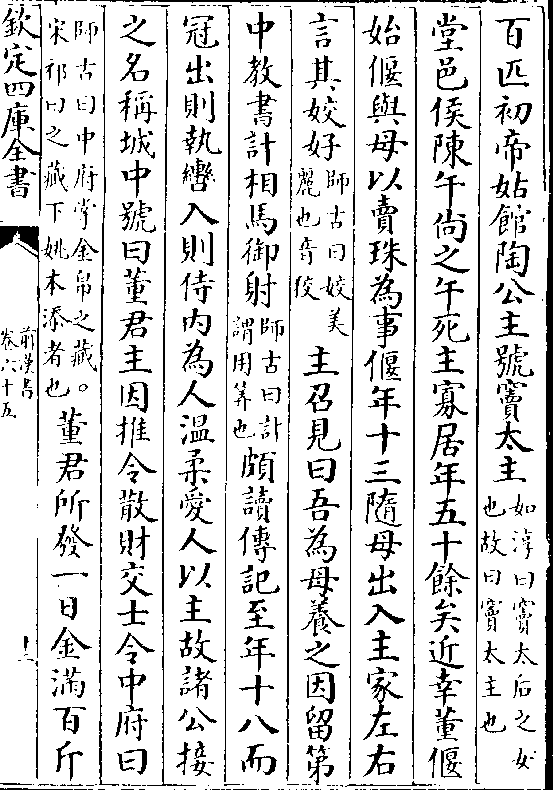 百匹初帝姑館陶公主號竇太主如淳曰竇太后之女也故曰竇太主也
堂邑侯陳午尚之午死主寡居年五十餘矣近幸董偃
始偃與母以賣珠為事偃年十三隨母出入主家左右
言其姣好師古曰姣美麗也音狡主召見曰吾為母養之因留第
中教書計相馬御射師古曰計謂用筭也頗讀傳記至年十八而
冠出則執轡入則侍内為人溫柔愛人以主故諸公接
之名稱城中號曰董君主因推令散財交士令中府曰
師古曰中府掌金帛之藏。宋祁曰之藏下姚本添者也董君所發一日金滿百斤
欽定四庫全書
前漢書
卷六十五